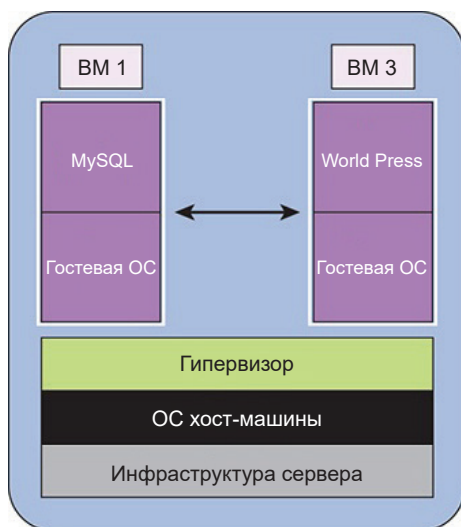 ВМ 1
ВМ 3
MySQL
World Press
Гостевая ОС
Гостевая ОС
Гипервизор
ОС хост-машины
Инфраструктура сервера